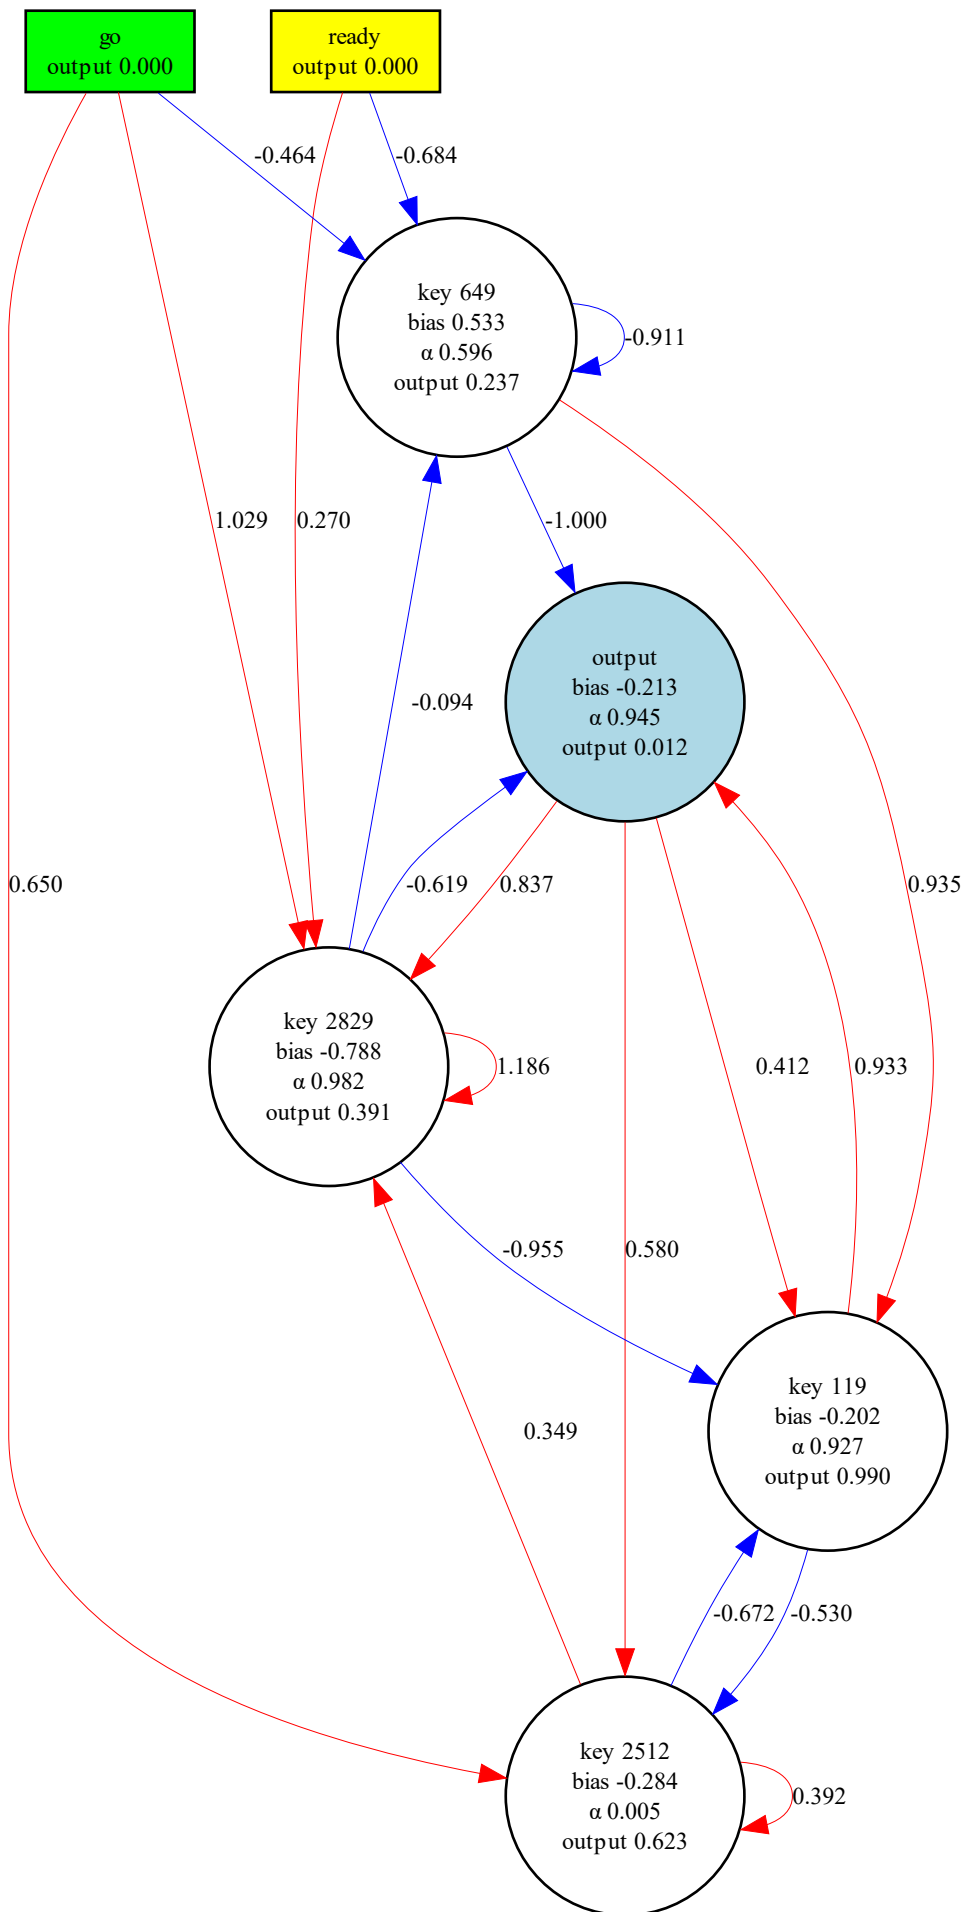 go
output 0.000
ready
output 0.000
-0.464
-0.684
key 649
bias 0.533
α 0.596
output 0.237
-0.911
1.029
0.270
-1.000
output
bias -0.213
α 0.945
output 0.012
-0.094
0.650
-0.619
0.837
0.935
key 2829
bias -0.788
α 0.982
output 0.391
1.186
0.412
0.933
-0.955
0.580
key 119
bias -0.202
α 0.927
output 0.990
0.349
-0.672
-0.530
key 2512
bias -0.284
α 0.005
output 0.623
0.392